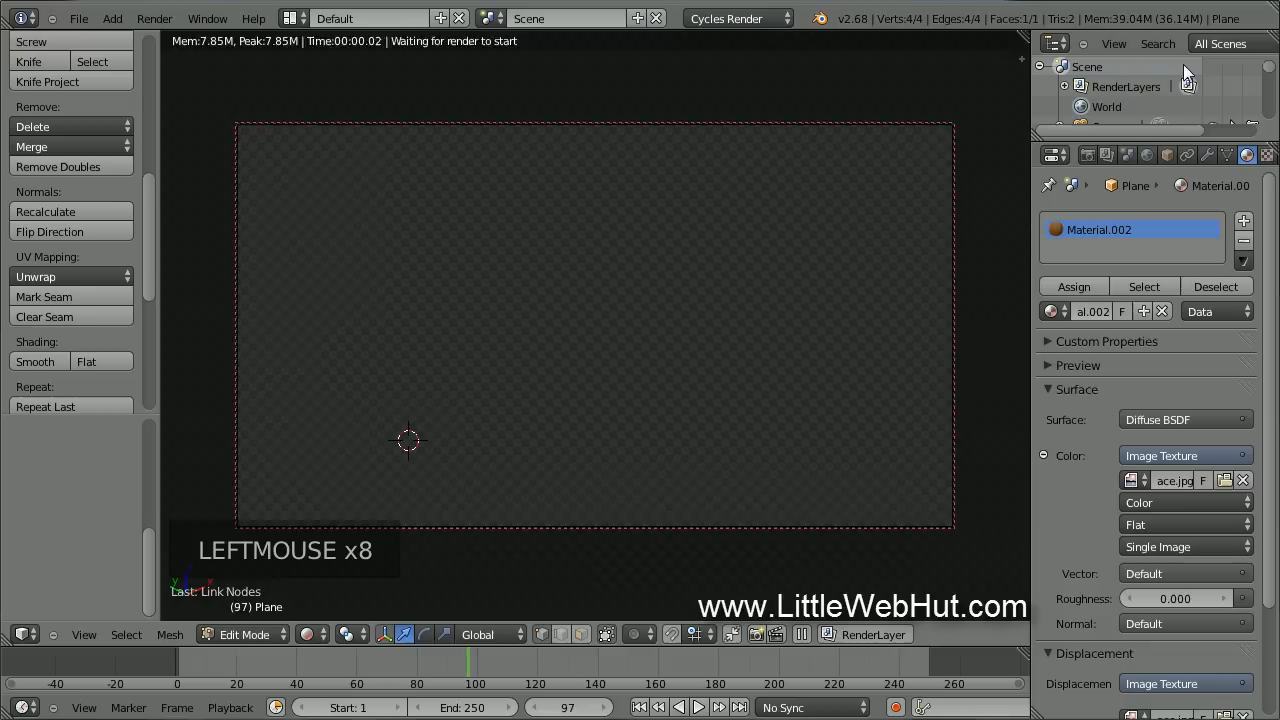 File Add Render Window Help Default Scene Cycles Render v2.68 | Verts:4/4 | Edges:4/4 | Faces:1/1 | Tris:2 | Mem:39.04M (36.14M) | Plane
Screw
Knife Select
Knife Project
Remove:
Delete
Merge
Remove Doubles
Normals:
Recalculate
Flip Direction
UV Mapping:
Unwrap
Mark Seam
Clear Seam
Shading:
Smooth Flat
Repeat:
Repeat Last
Mem:7.85M, Peak:7.85M | Time:00:00.02 | Waiting for render to start
LEFTMOUSE x8
Last: Link Nodes
(97) Plane
www.LittleWebHut.com
View Search All Scenes
Scene
RenderLayers
World
Plane Material.00
Material.002
Assign Select Deselect
al.002 F Data
Custom Properties
Preview
Surface
Surface: Diffuse BSDF
Color: Image Texture
ace.jpg F
Color
Flat
Single Image
Vector: Default
Roughness: 0.000
Normal: Default
Displacement
Displacemen Image Texture
View Select Mesh Edit Mode Global RenderLayer
-40 -20 0 20 40 60 80 100 120 140 160 180 200 220 240 260
View Marker Frame Playback Start: 1 End: 250 97 No Sync